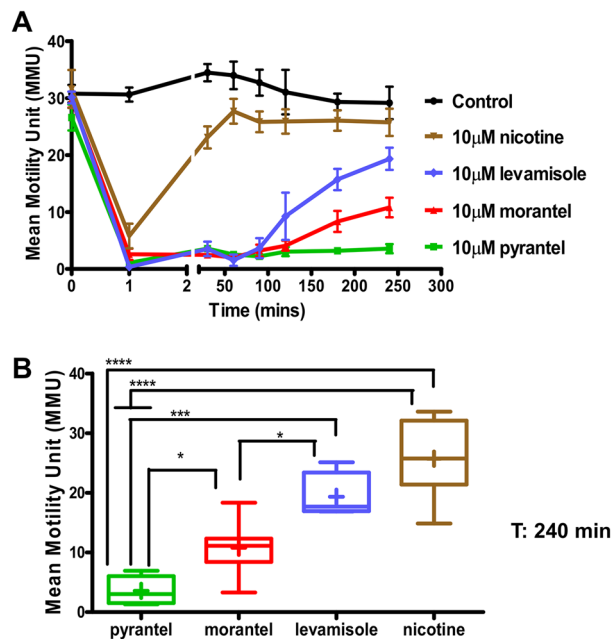 A
Mean Motility Unit (MMU)
40
30
20
10
0
0
1
2
50
100
150
200
250
300
Time (mins)
Control
10µM nicotine
10µM levamisole
10µM morantel
10µM pyrantel
B
Mean Motility Unit (MMU)
40
30
20
10
0
****
****
***
*
*
pyrantel
morantel
levamisole
nicotine
T: 240 min